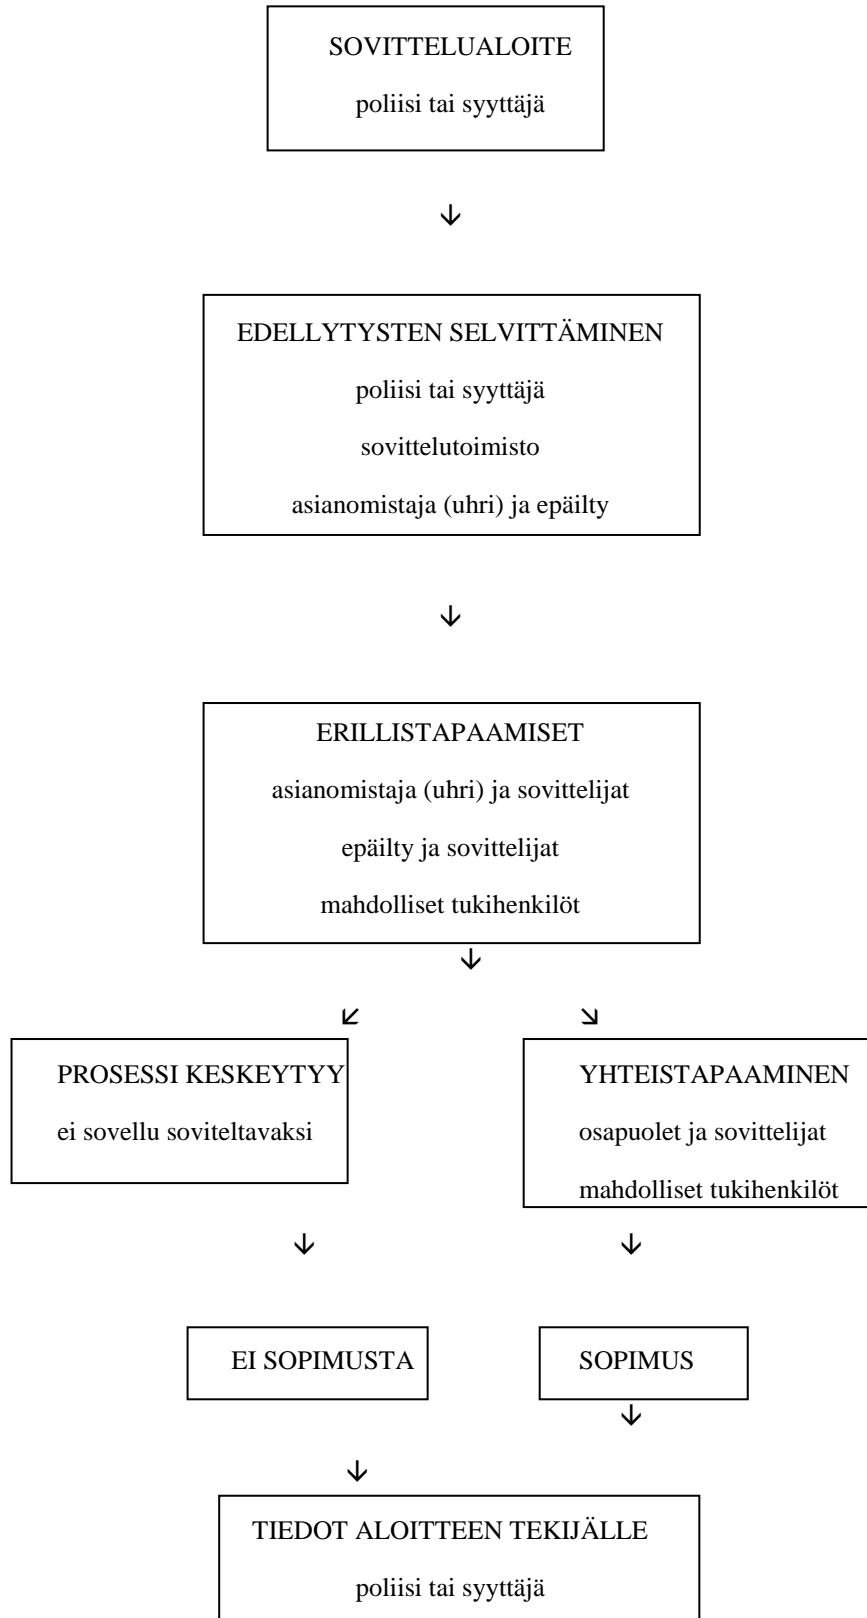 SOVITTELUALOITE
poliisi tai syyttäjä
EDELLYTYSTEN SELVITTÄMINEN
poliisi tai syyttäjä
sovittelutoimisto
asianomistaja (uhri) ja epäilty
ERILLISTAPAAMISET
asianomistaja (uhri) ja sovittelijat
epäilty ja sovittelijat
mahdolliset tukihenkilöt
PROSESSI KESKEYTYY
ei sovellu soviteltavaksi
YHTEISTAPAAMINEN
osapuolet ja sovittelijat
mahdolliset tukihenkilöt
EI SOPIMUSTA
SOPIMUS
TIEDOT ALOITTEEN TEKIJÄLLE
poliisi tai syyttäjä